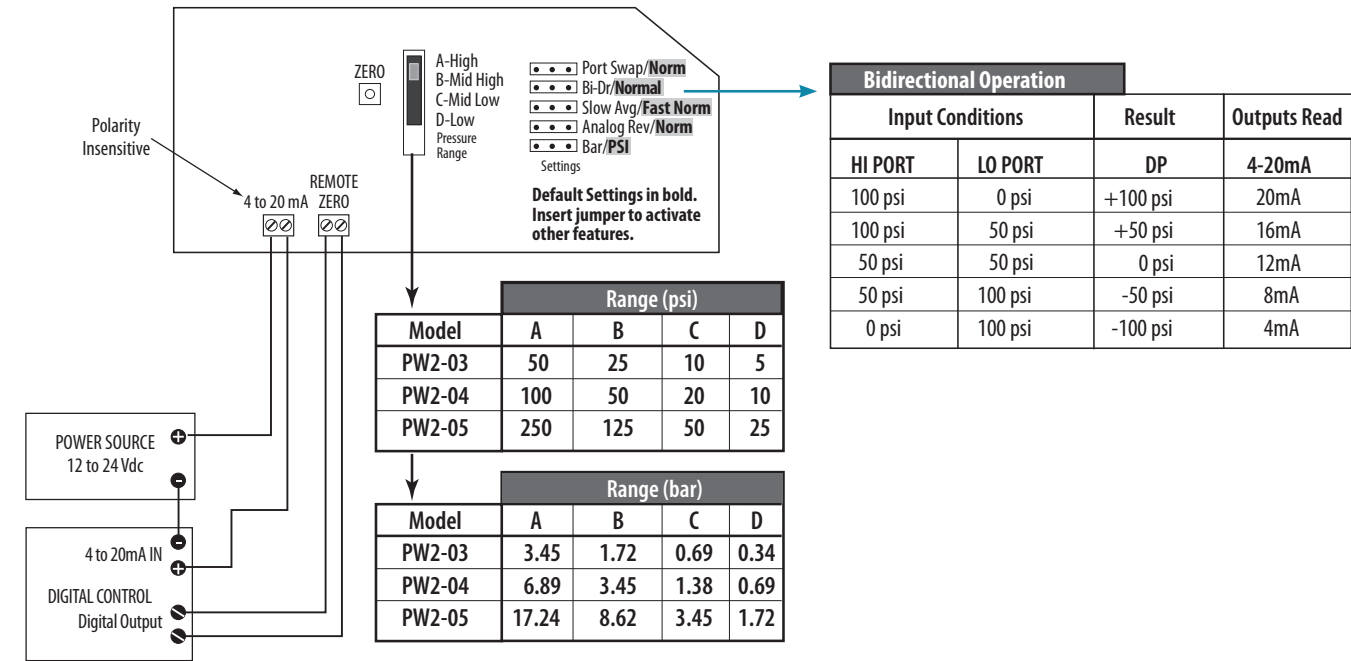 ZERO
A-High
B-Mid High
C-Mid Low
D-Low
Pressure
Range
Port Swap/Norm
Bi-Dr/Normal
Slow Avg/Fast Norm
Analog Rev/Norm
Bar/PSI
Settings
Default Settings in bold.
Insert jumper to activate
other features.
Polarity
Insensitive
4 to 20 mA
REMOTE
ZERO
Bidirectional Operation
Input Conditions Result Outputs Read
HI PORT LO PORT DP 4-20mA
100 psi 0 psi +100 psi 20mA
100 psi 50 psi +50 psi 16mA
50 psi 50 psi 0 psi 12mA
50 psi 100 psi -50 psi 8mA
0 psi 100 psi -100 psi 4mA
Range (psi)
Model A B C D
PW2-03 50 25 10 5
PW2-04 100 50 20 10
PW2-05 250 125 50 25
Range (bar)
Model A B C D
PW2-03 3.45 1.72 0.69 0.34
PW2-04 6.89 3.45 1.38 0.69
PW2-05 17.24 8.62 3.45 1.72
POWER SOURCE
12 to 24 Vdc
4 to 20mA IN
DIGITAL CONTROL
Digital Output